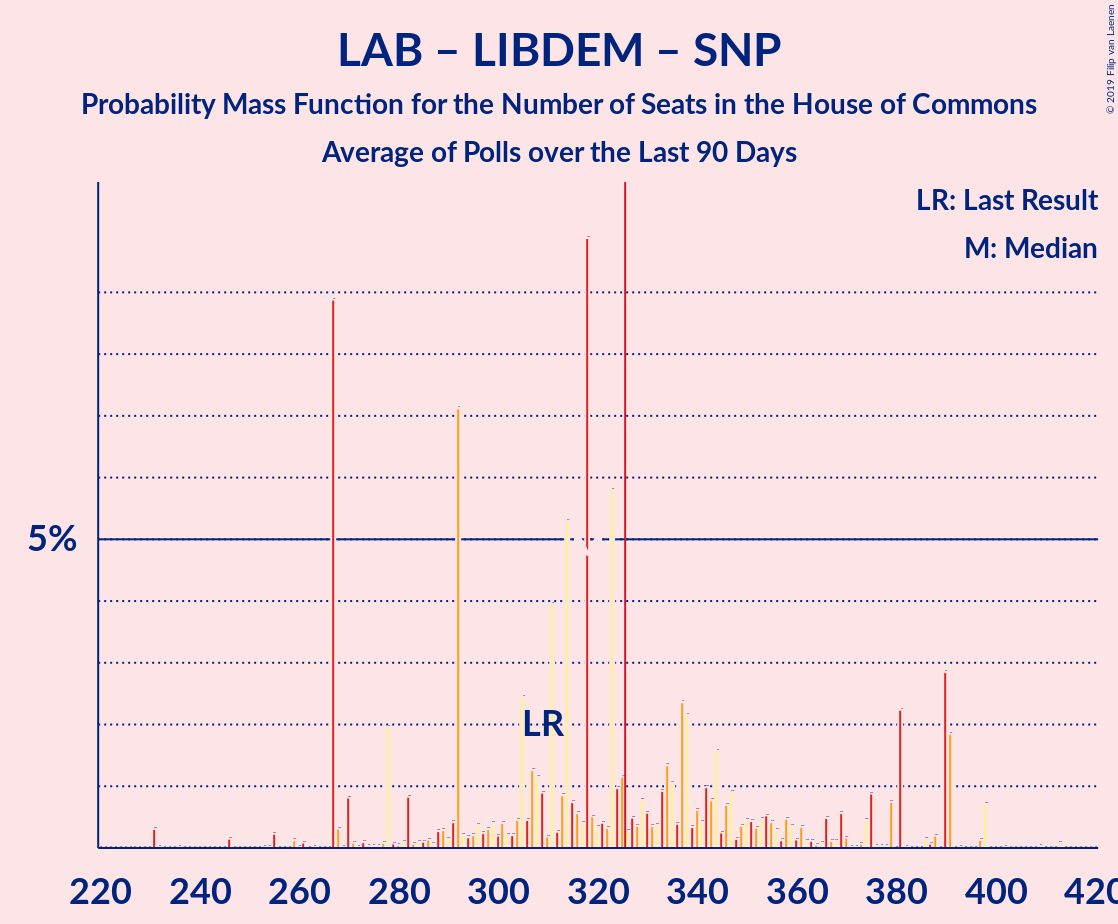 LAB – LIBDEM – SNP
Probability Mass Function for the Number of Seats in the House of Commons
Average of Polls over the Last 90 Days
© 2019 Filip van Laenen
LR: Last Result
M: Median
5%
LR
220 240 260 280 300 320 340 360 380 400 420